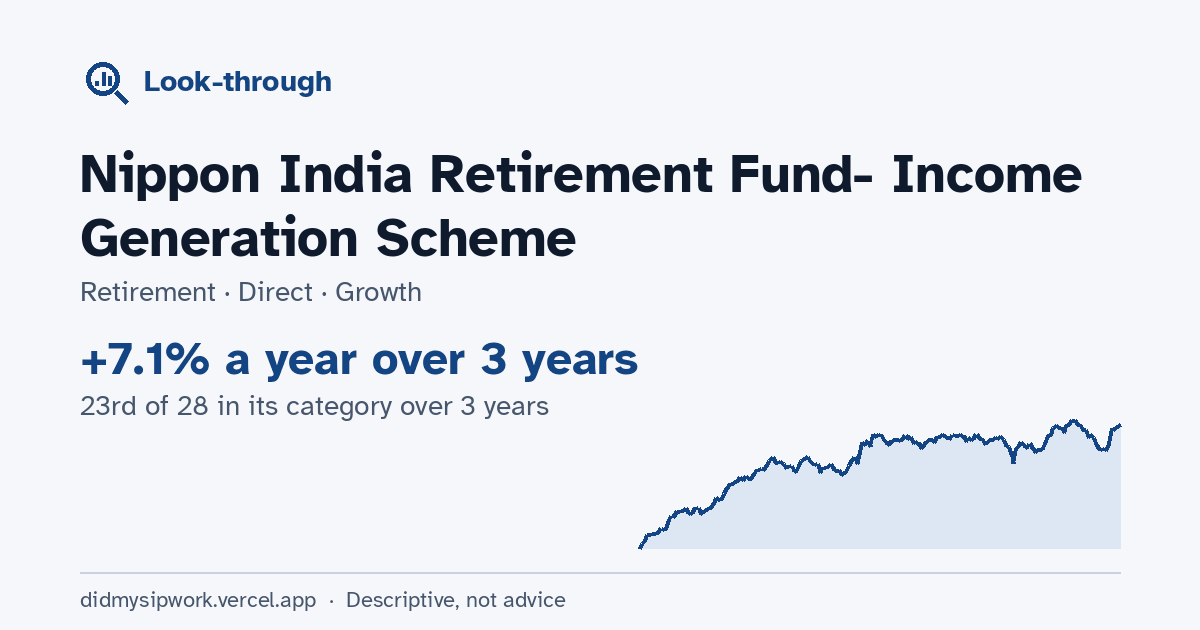 Look-through
Nippon India Retirement Fund- Income
Generation Scheme
Retirement · Direct · Growth
+7.1% a year over 3 years
23rd of 28 in its category over 3 years
didmysipwork.vercel.app · Descriptive, not advice